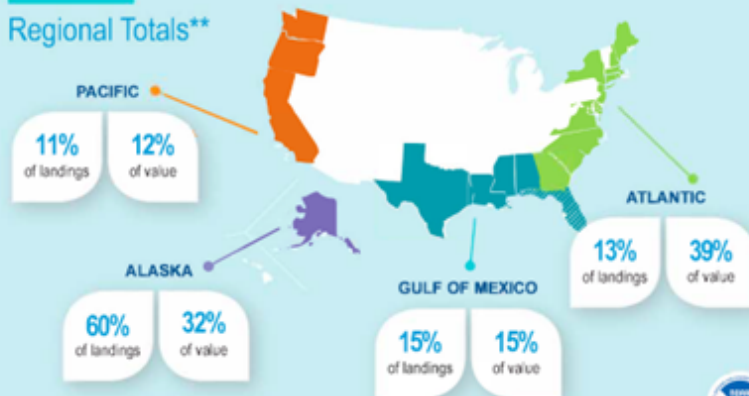 Regional Totals**
PACIFIC
11%
of landings
12%
of value
ALASKA
60%
of landings
32%
of value
GULF OF MEXICO
15%
of landings
15%
of value
ATLANTIC
13%
of landings
39%
of value